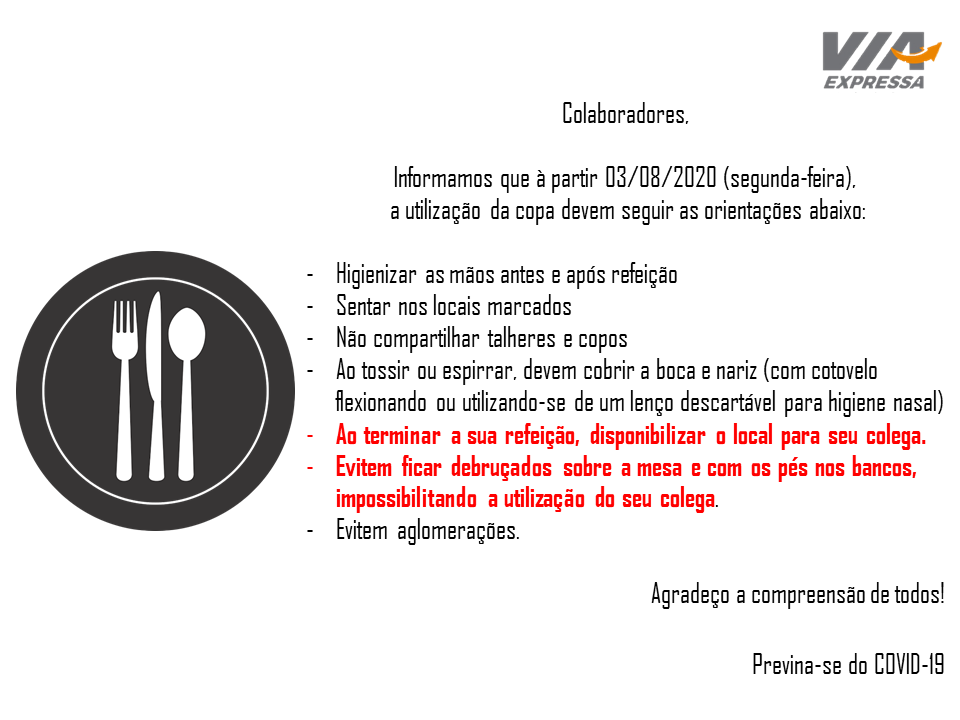 VIA
EXPRESSA
Colaboradores,
Informamos que à partir 03/08/2020 (segunda-feira),
a utilização da copa devem seguir as orientações abaixo:
- Higienizar as mãos antes e após refeição
- Sentar nos locais marcados
- Não compartilhar talheres e copos
- Ao tossir ou espirrar, devem cobrir a boca e nariz (com cotovelo
flexionando ou utilizando-se de um lenço descartável para higiene nasal)
- Ao terminar a sua refeição, disponibilizar o local para seu colega.
- Evitem ficar debruçados sobre a mesa e com os pés nos bancos,
impossibilitando a utilização do seu colega.
- Evitem aglomerações.
Agradeço a compreensão de todos!
Previna-se do COVID-19